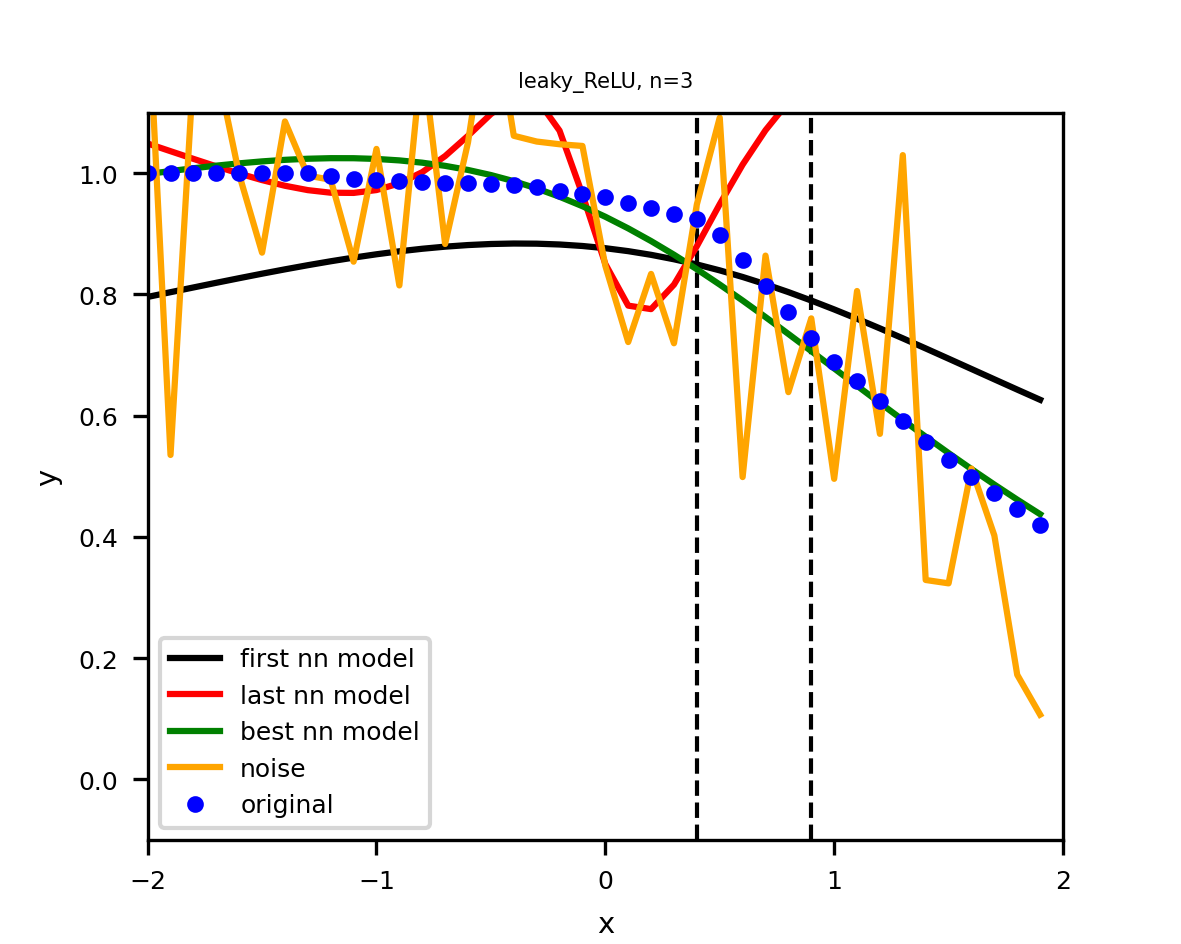 leaky_ReLU, n=3
1.0
0.8
0.6
0.4
0.2
0.0
y
first nn model
last nn model
best nn model
noise
original
−2
−1
0
1
2
x